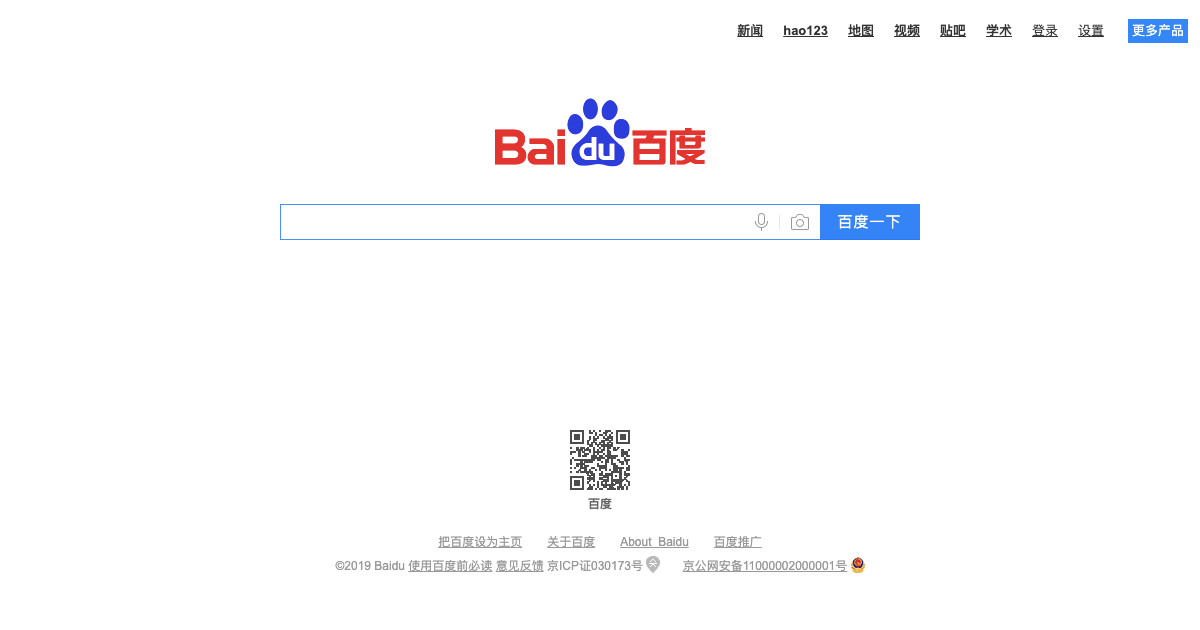 新闻 hao123 地图 视频 贴吧 学术 登录 设置 更多产品
Bai du 百度
百度一下
百度
把百度设为主页 关于百度 About Baidu 百度推广
©2019 Baidu 使用百度前必读 意见反馈 京ICP证030173号 京公网安备11000002000001号